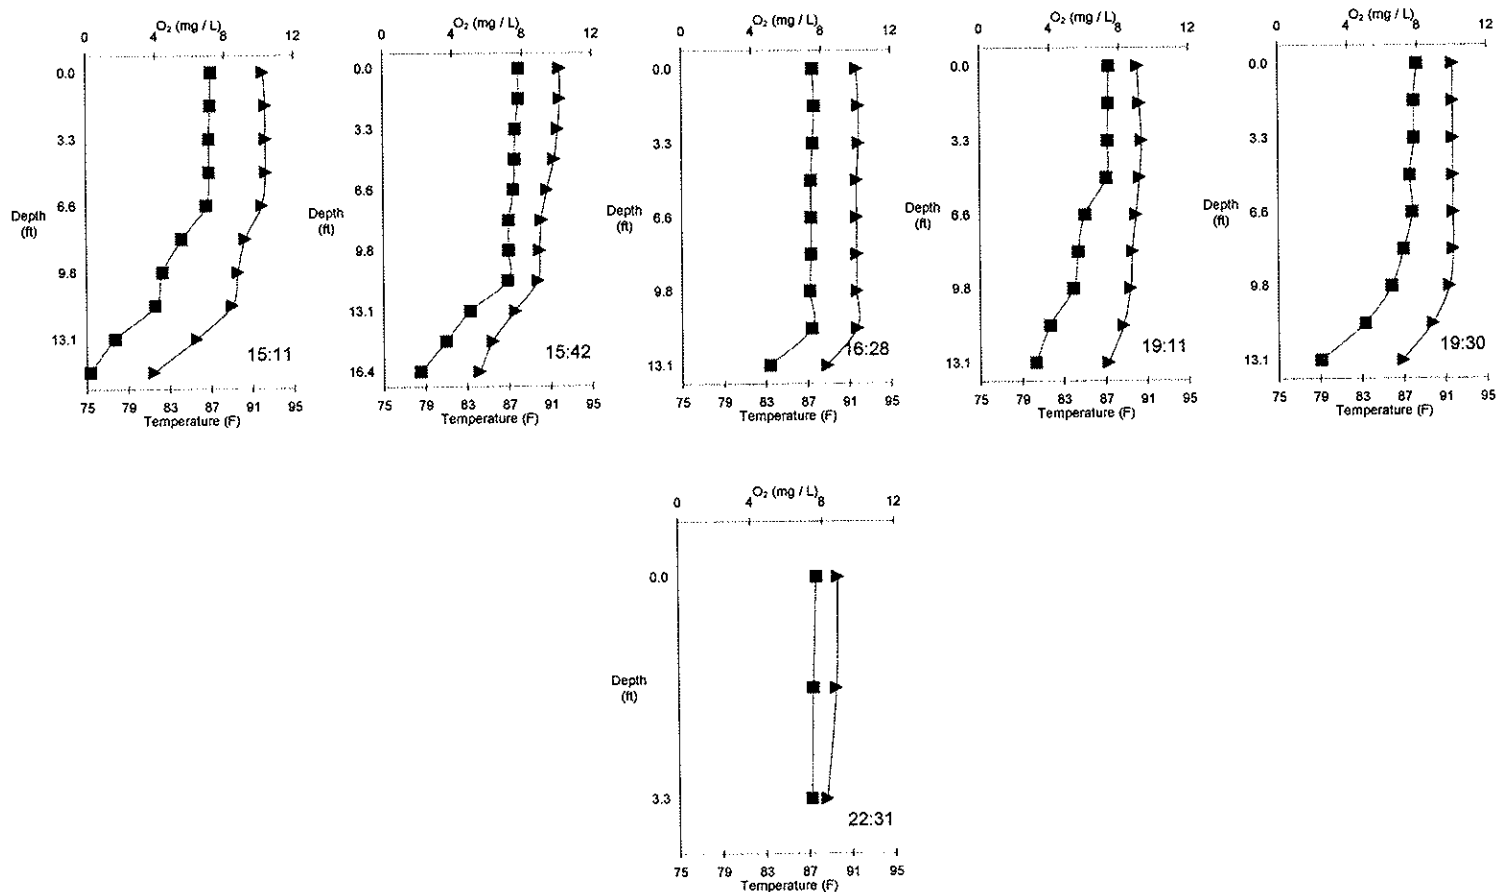 O₂ (mg / L)
0 4 8 12
0.0
3.3
6.6
Depth
(ft)
9.8
13.1
15:11
75 79 83 87 91 95
Temperature (F)
O₂ (mg / L)
0 4 8 12
0.0
3.3
6.6
Depth
(ft)
9.8
13.1
15:42
16.4
75 79 83 87 91 95
Temperature (F)
O₂ (mg / L)
0 4 8 12
0.0
3.3
6.6
Depth
(ft)
9.8
16:28
13.1
75 79 83 87 91 95
Temperature (F)
O₂ (mg / L)
0 4 8 12
0.0
3.3
6.6
Depth
(ft)
9.8
19:11
13.1
75 79 83 87 91 95
Temperature (F)
O₂ (mg / L)
0 4 8 12
0.0
3.3
6.6
Depth
(ft)
9.8
19:30
13.1
75 79 83 87 91 95
Temperature (F)
O₂ (mg / L)
0 4 8 12
0.0
Depth
(ft)
3.3
22:31
75 79 83 87 91 95
Temperature (F)